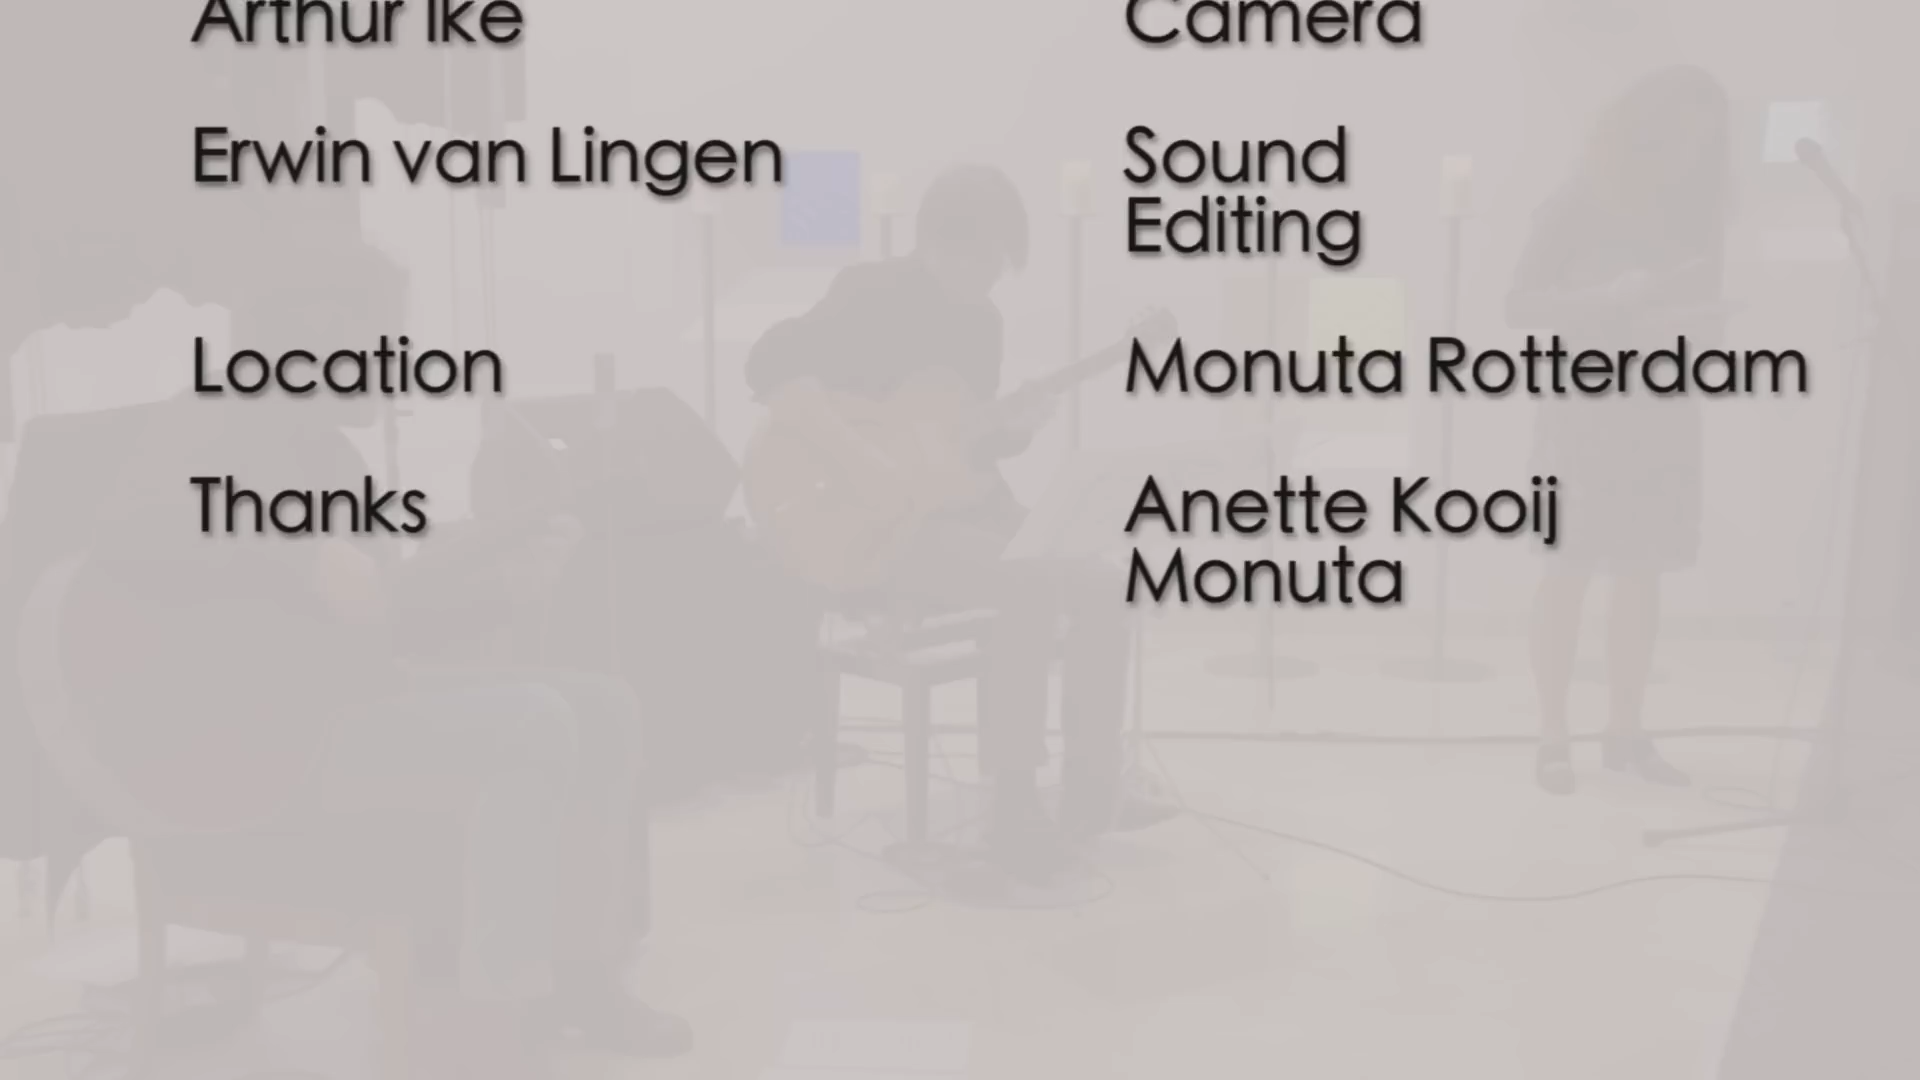 Arthur Ike Camera
Erwin van Lingen Sound
Editing
Location Monuta Rotterdam
Thanks Anette Kooij
Monuta